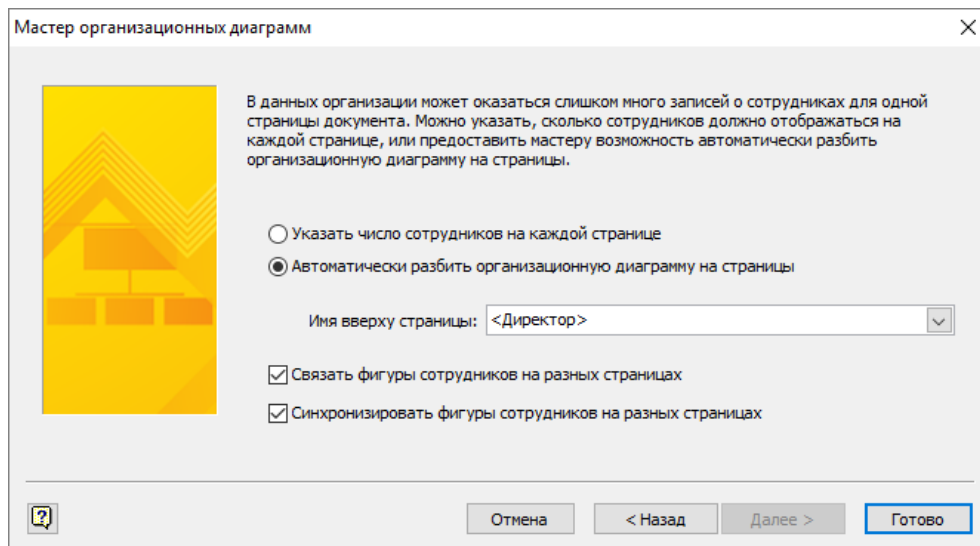 Мастер организационных диаграмм
В данных организации может оказаться слишком много записей о сотрудниках для одной
страницы документа. Можно указать, сколько сотрудников должно отображаться на
каждой странице, или предоставить мастеру возможность автоматически разбить
организационную диаграмму на страницы.
Указать число сотрудников на каждой странице
Автоматически разбить организационную диаграмму на страницы
Имя вверху страницы: <Директор>
Связать фигуры сотрудников на разных страницах
Синхронизировать фигуры сотрудников на разных страницах
? Отмена < Назад Далее > Готово